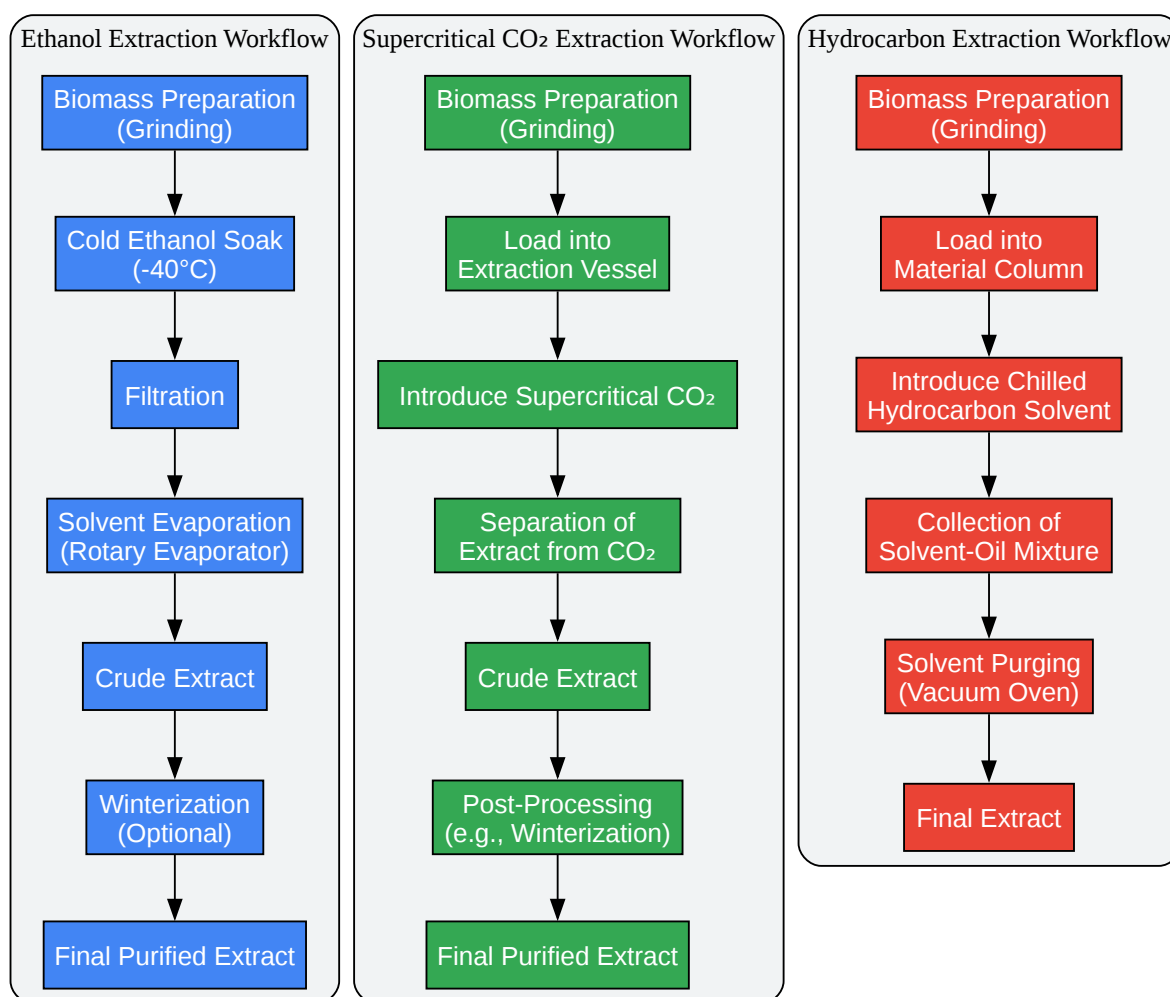 Ethanol Extraction Workflow
Biomass Preparation
(Grinding)
Cold Ethanol Soak
(-40°C)
Filtration
Solvent Evaporation
(Rotary Evaporator)
Crude Extract
Winterization
(Optional)
Final Purified Extract
Supercritical CO₂ Extraction Workflow
Biomass Preparation
(Grinding)
Load into
Extraction Vessel
Introduce Supercritical CO₂
Separation of
Extract from CO₂
Crude Extract
Post-Processing
(e.g., Winterization)
Final Purified Extract
Hydrocarbon Extraction Workflow
Biomass Preparation
(Grinding)
Load into
Material Column
Introduce Chilled
Hydrocarbon Solvent
Collection of
Solvent-Oil Mixture
Solvent Purging
(Vacuum Oven)
Final Extract